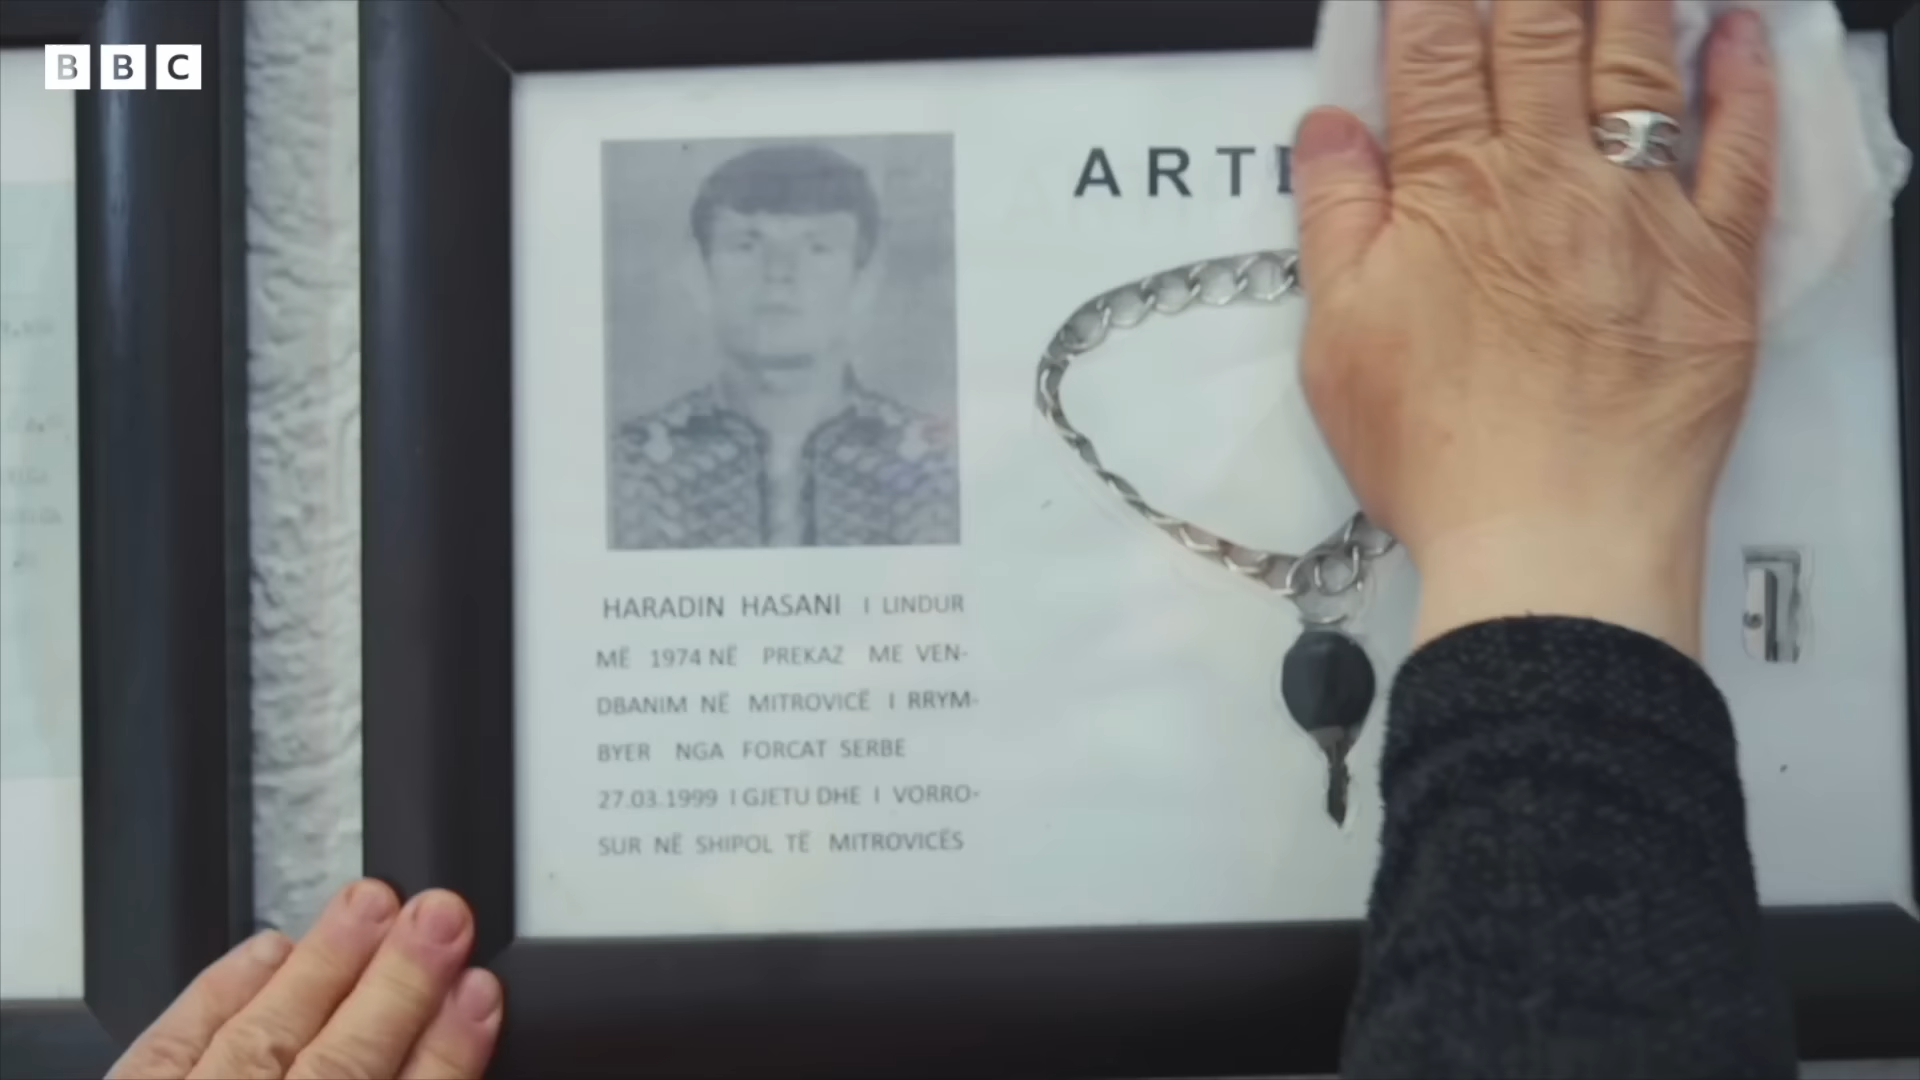 BBC
ARTE
HARADIN HASANI I LINDUR
MË 1974 NË PREKAZ ME VEN-
DBANIM NË MITROVICË I RRYM-
BYER NGA FORCAT SERBE
27.03.1999 I GJETU DHE I VORRO-
SUR NË SHIPOL TË MITROVICËS